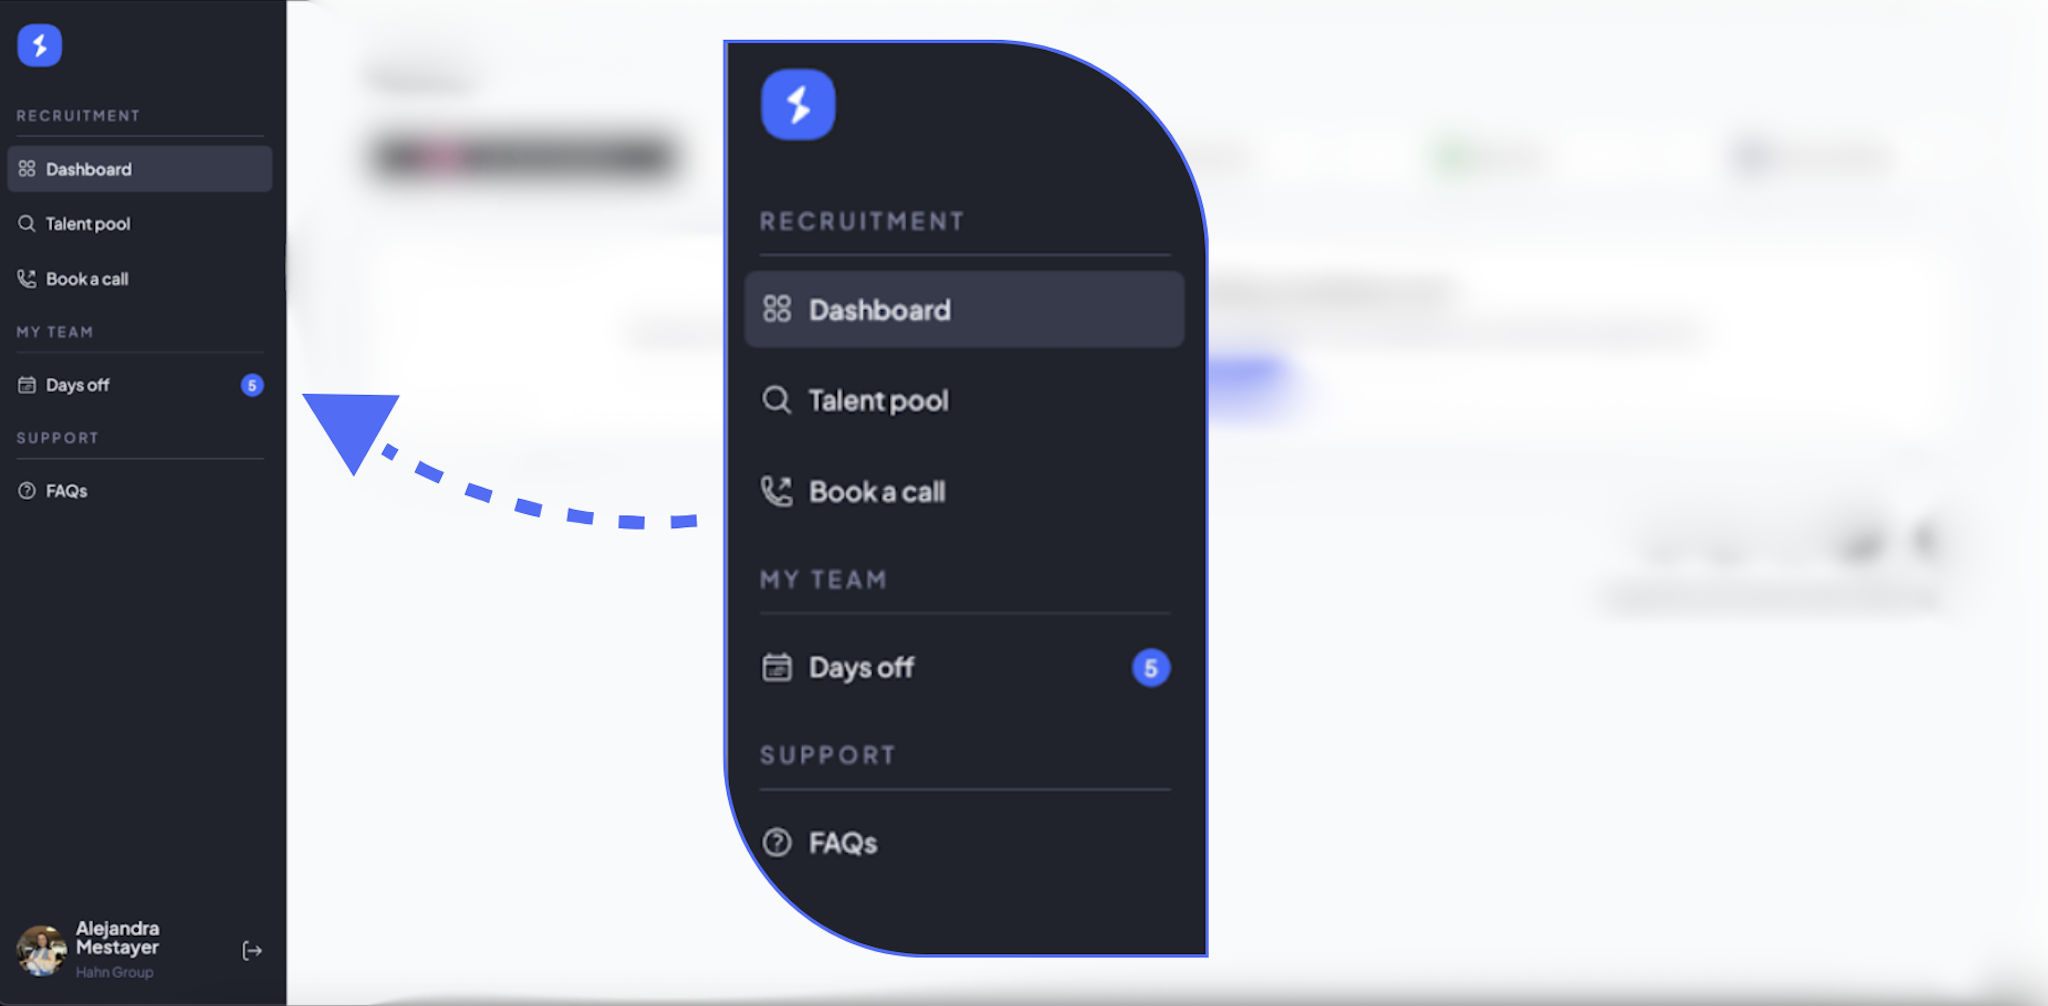 RECRUITMENT
Dashboard
Talent pool
Book a call
MY TEAM
Days off 5
SUPPORT
FAQs
Alejandra
Mestayer
Hahn Group
RECRUITMENT
Dashboard
Talent pool
Book a call
MY TEAM
Days off 5
SUPPORT
FAQs